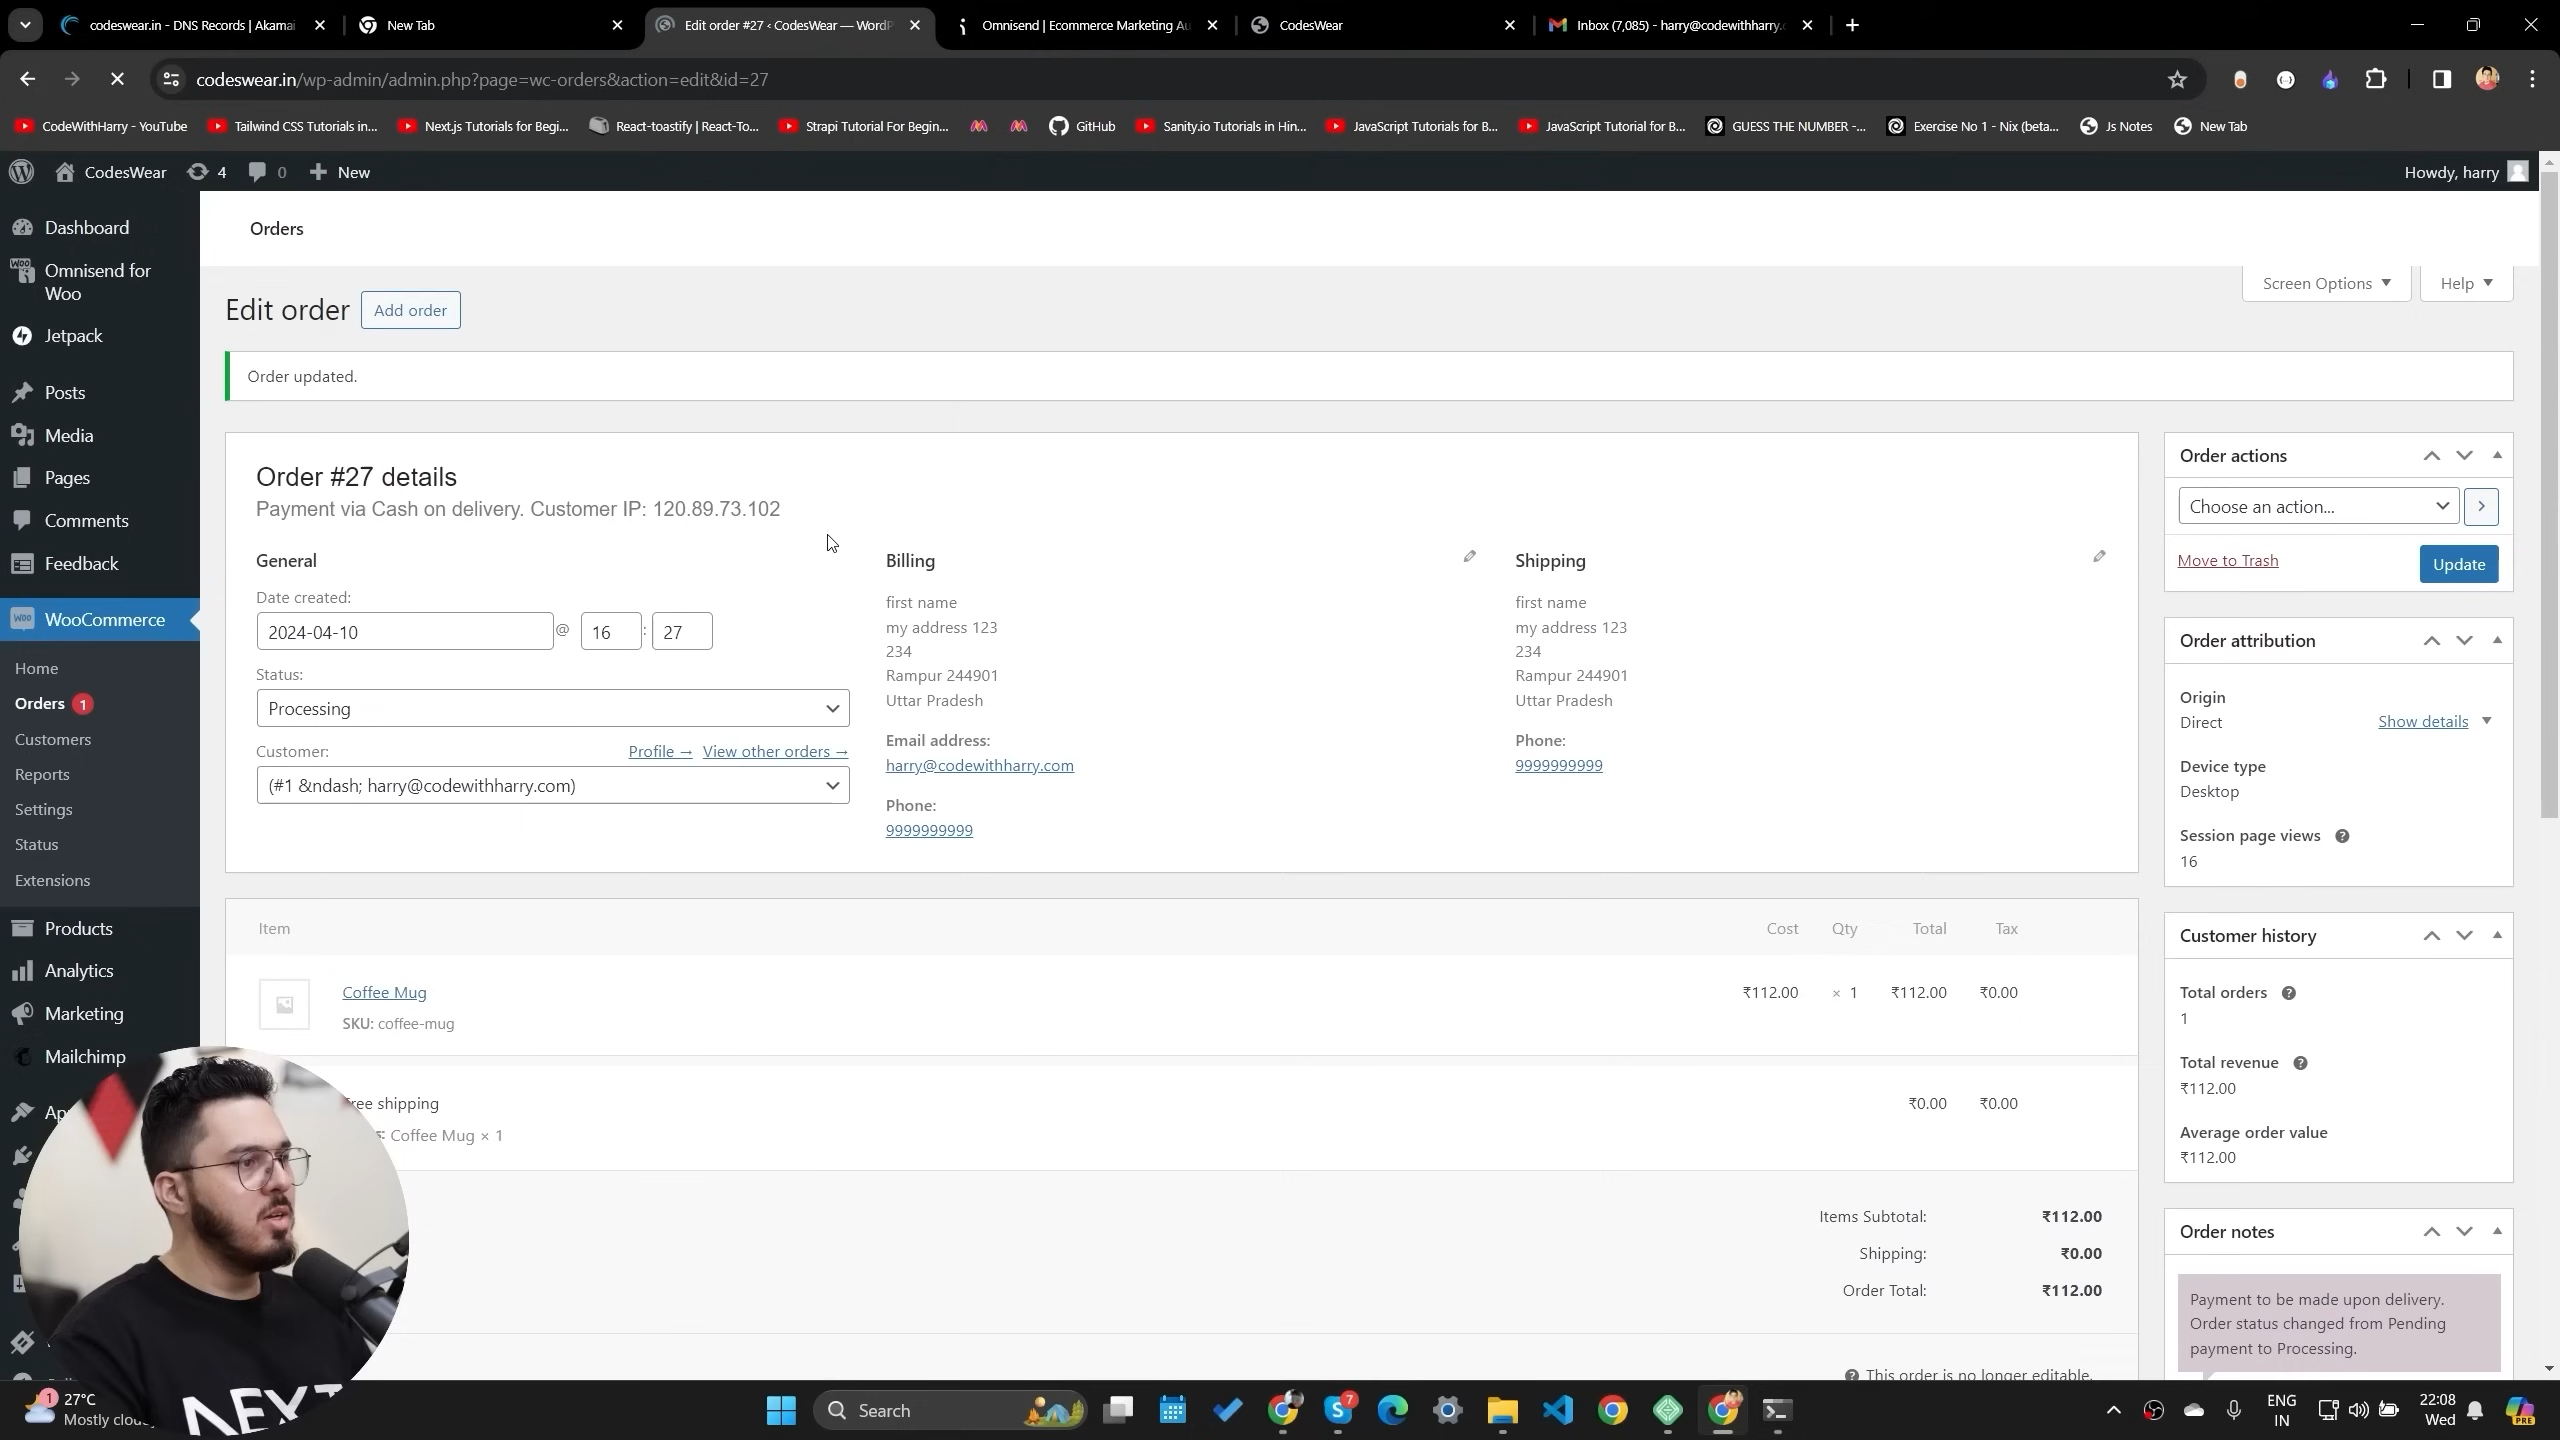 codeswear.in - DNS Records | Akamai
New Tab
Edit order #27 ‹ CodesWear — WordP
Omnisend | Ecommerce Marketing Au
CodesWear
Inbox (7,085) - harry@codewithharry.
codeswear.in/wp-admin/admin.php?page=wc-orders&action=edit&id=27
CodeWithHarry - YouTube
Tailwind CSS Tutorials in...
Next.js Tutorials for Begi...
React-toastify | React-To...
Strapi Tutorial For Begin...
GitHub
Sanity.io Tutorials in Hin...
JavaScript Tutorials for B...
JavaScript Tutorial for B...
GUESS THE NUMBER -...
Exercise No 1 - Nix (beta...
Js Notes
New Tab
CodesWear
4
0
New
Howdy, harry
Dashboard
Omnisend for
Woo
Jetpack
Posts
Media
Pages
Comments
Feedback
WooCommerce
Home
Orders 1
Customers
Reports
Settings
Status
Extensions
Products
Analytics
Marketing
Mailchimp
Orders
Screen Options
Help
Edit order
Add order
Order updated.
Order #27 details
Payment via Cash on delivery. Customer IP: 120.89.73.102
General
Date created:
2024-04-10 @ 16 : 27
Status:
Processing
Customer:
Profile →
View other orders →
(#1 &ndash; harry@codewithharry.com)
Billing
first name
my address 123
234
Rampur 244901
Uttar Pradesh
Email address:
harry@codewithharry.com
Phone:
9999999999
Shipping
first name
my address 123
234
Rampur 244901
Uttar Pradesh
Phone:
9999999999
Item
Cost
Qty
Total
Tax
Coffee Mug
SKU: coffee-mug
₹112.00
× 1
₹112.00
₹0.00
shipping
₹0.00
₹0.00
Coffee Mug × 1
Items Subtotal: ₹112.00
Shipping: ₹0.00
Order Total: ₹112.00
This order is no longer editable.
Order actions
Choose an action...
Move to Trash
Update
Order attribution
Origin
Direct
Show details
Device type
Desktop
Session page views
16
Customer history
Total orders
1
Total revenue
₹112.00
Average order value
₹112.00
Order notes
Payment to be made upon delivery.
Order status changed from Pending
payment to Processing.
NEXT
1
27°C
Mostly cloudy
Search
7
ENG
IN
22:08
Wed
PRE